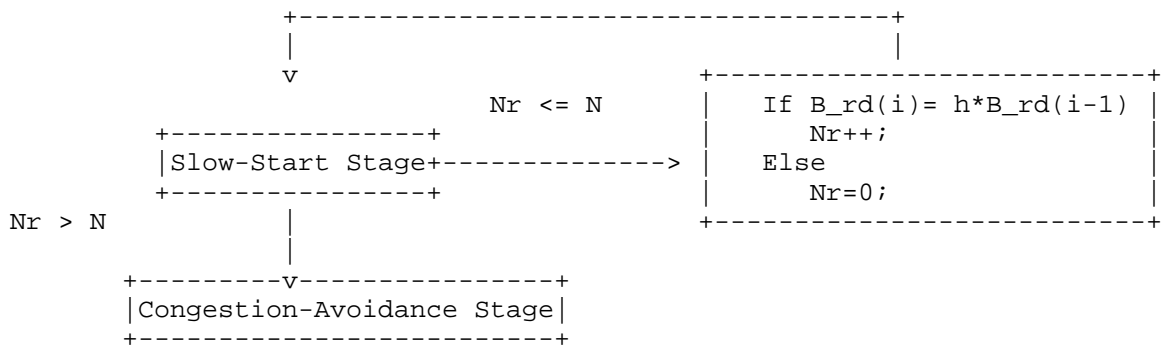 Nr <= N
If B_rd(i)= h*B_rd(i-1)
Nr++;
Slow-Start Stage
Else
Nr=0;
Nr > N
Congestion-Avoidance Stage